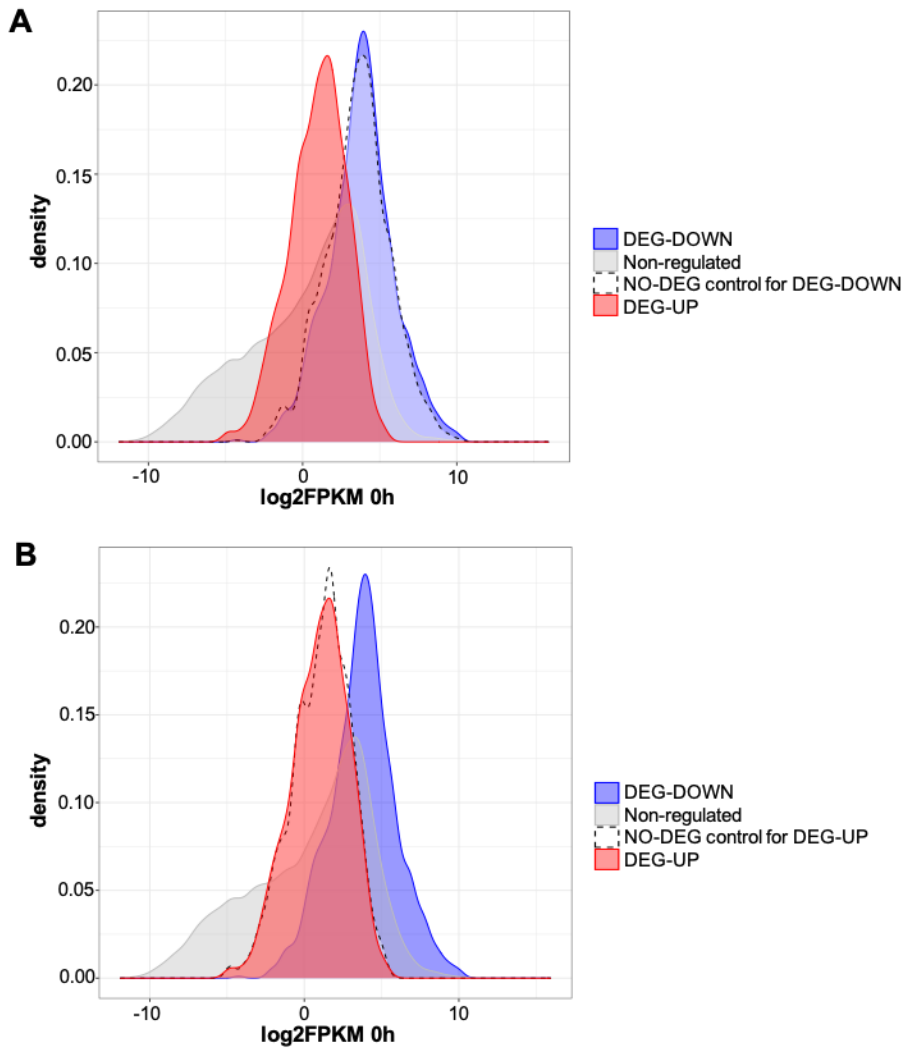 A
density
0.20
0.15
0.10
0.05
0.00
-10 0 10
log2FPKM 0h
DEG-DOWN
Non-regulated
NO-DEG control for DEG-DOWN
DEG-UP
B
density
0.20
0.15
0.10
0.05
0.00
-10 0 10
log2FPKM 0h
DEG-DOWN
Non-regulated
NO-DEG control for DEG-UP
DEG-UP